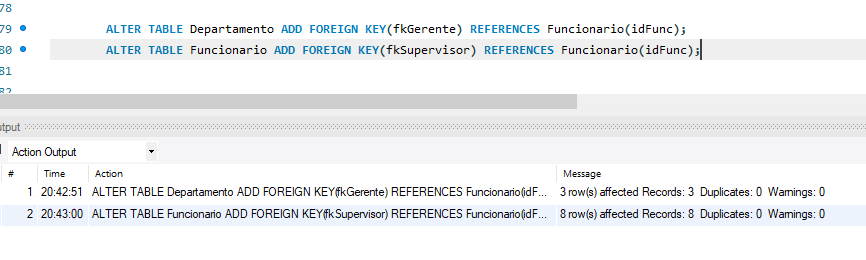 78
79 ALTER TABLE Departamento ADD FOREIGN KEY(fkGerente) REFERENCES Funcionario(idFunc);
80 ALTER TABLE Funcionario ADD FOREIGN KEY(fkSupervisor) REFERENCES Funcionario(idFunc);
81
82
utput
Action Output
# Time Action Message
1 20:42:51 ALTER TABLE Departamento ADD FOREIGN KEY(fkGerente) REFERENCES Funcionario(idF... 3 row(s) affected Records: 3 Duplicates: 0 Warnings: 0
2 20:43:00 ALTER TABLE Funcionario ADD FOREIGN KEY(fkSupervisor) REFERENCES Funcionario(idF... 8 row(s) affected Records: 8 Duplicates: 0 Warnings: 0